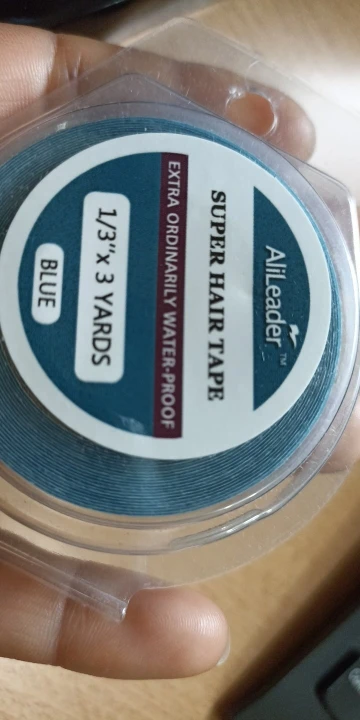 AliLeader™
SUPER HAIR TAPE
EXTRA ORDINARILY WATER-PROOF
1/3"x 3 YARDS
BLUE